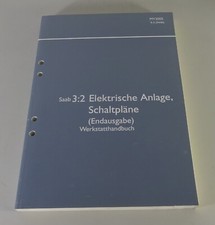 Saab 3:2 Elektrische Anlage,
Schaltpläne
(Endausgabe)
Werkstatthandbuch